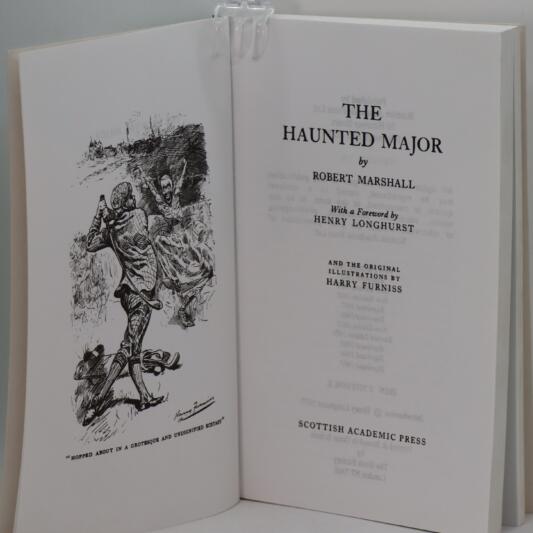 "HOPPED ABOUT IN A GROTESQUE AND UNDIGNIFIED ECSTASY"
THE
HAUNTED MAJOR
by
ROBERT MARSHALL
With a Foreword by
HENRY LONGHURST
AND THE ORIGINAL
ILLUSTRATIONS BY
HARRY FURNISS
SCOTTISH ACADEMIC PRESS